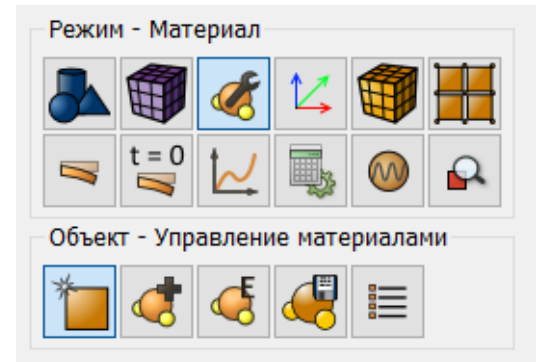 Режим - Материал
t = 0
Объект - Управление материалами
E